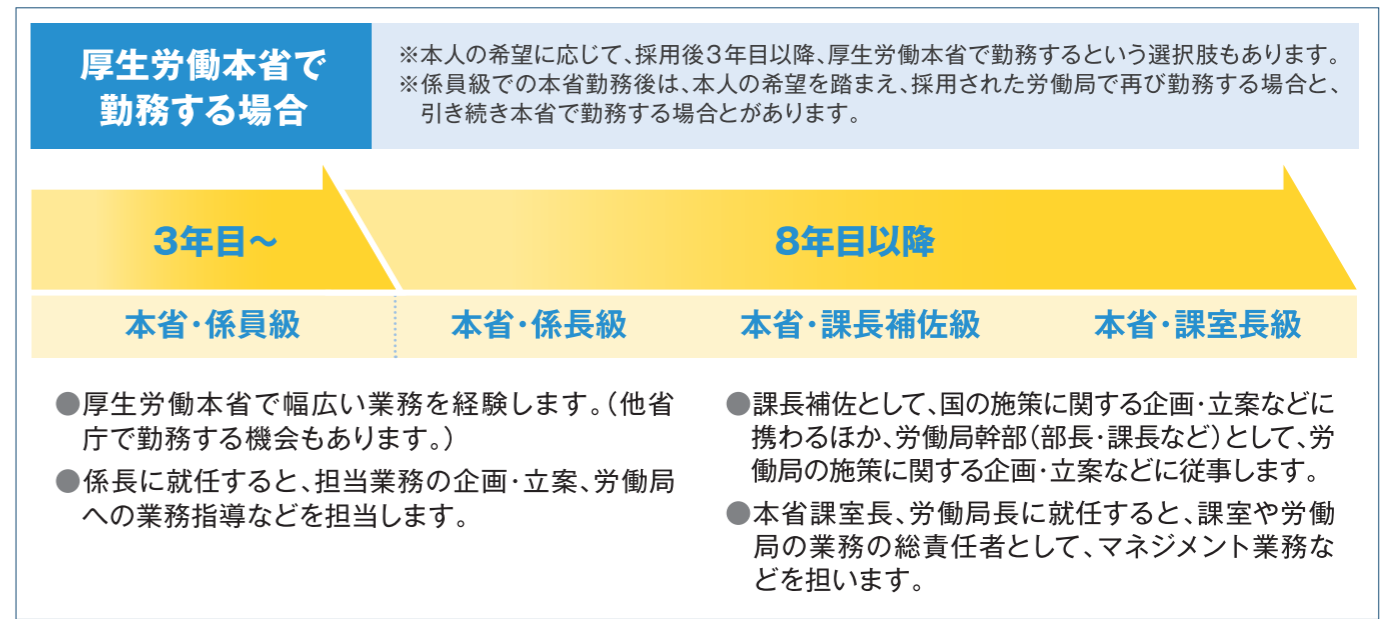 厚生労働本省で
勤務する場合
※本人の希望に応じて、採用後3年目以降、厚生労働本省で勤務するという選択肢もあります。
※係員級での本省勤務後は、本人の希望を踏まえ、採用された労働局で再び勤務する場合と、
引き続き本省で勤務する場合とがあります。
3年目～
8年目以降
本省・係員級
本省・係長級
本省・課長補佐級
本省・課室長級
●厚生労働本省で幅広い業務を経験します。(他省
庁で勤務する機会もあります。)
●係長に就任すると、担当業務の企画・立案、労働局
への業務指導などを担当します。
●課長補佐として、国の施策に関する企画・立案などに
携わるほか、労働局幹部(部長・課長など)として、労
働局の施策に関する企画・立案などに従事します。
●本省課室長、労働局長に就任すると、課室や労働
局の業務の総責任者として、マネジメント業務な
どを担います。